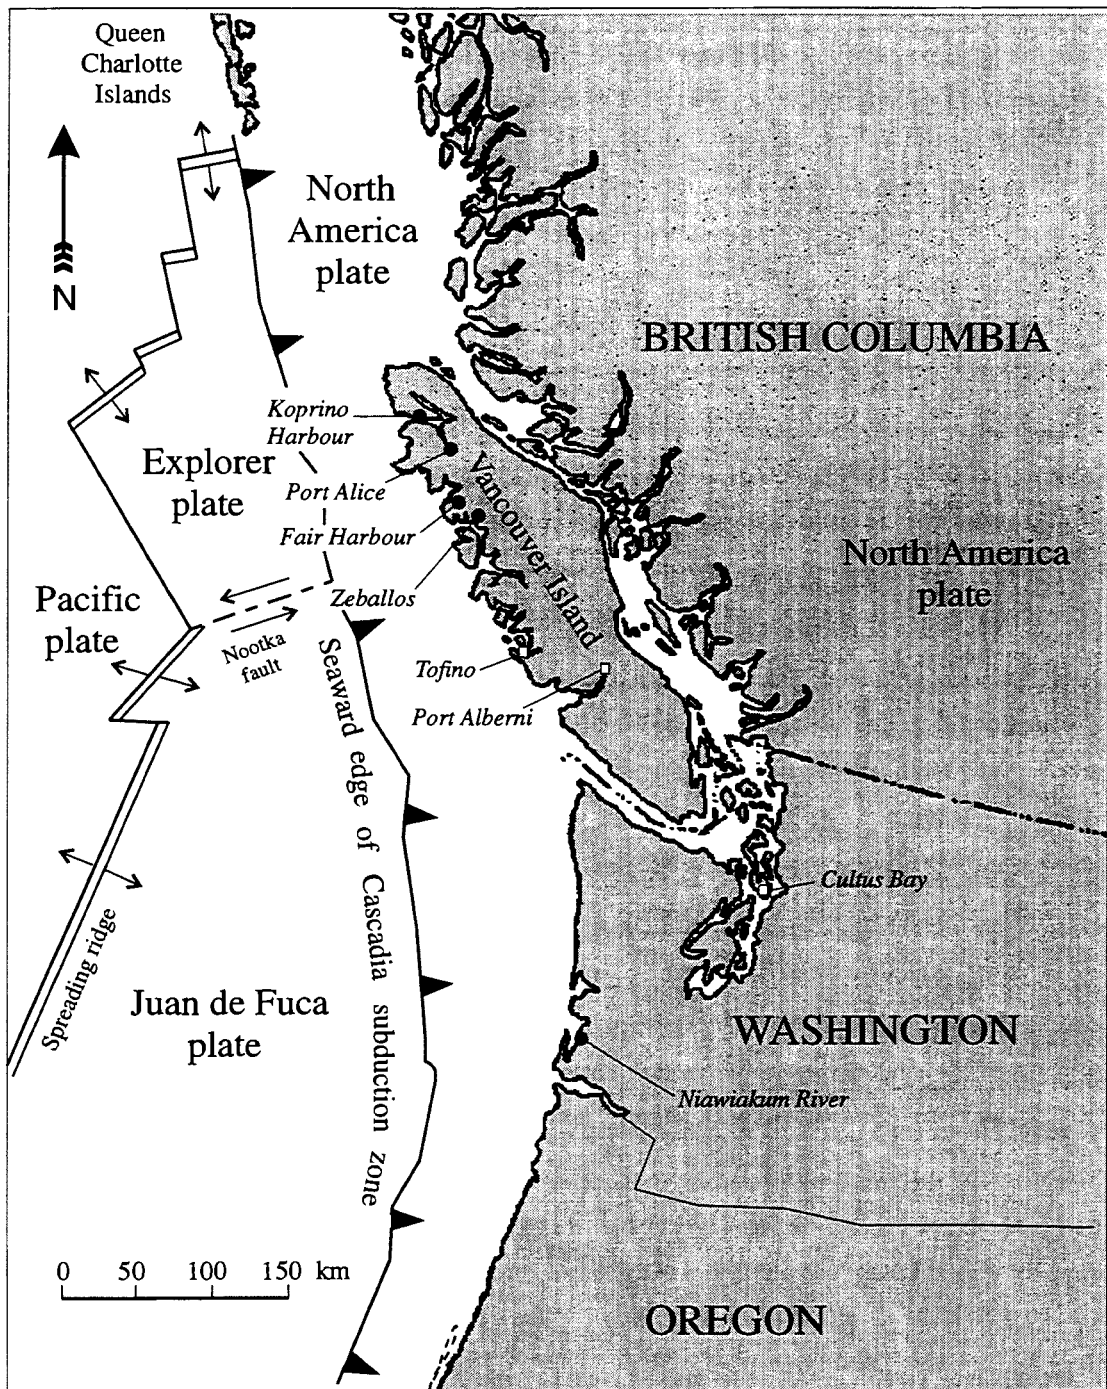 Queen
Charlotte
Islands
N
North
America
plate
BRITISH COLUMBIA
Koprino
Harbour
Explorer
plate
Port Alice
Vancouver Island
Fair Harbour
North America
plate
Zeballos
Pacific
plate
Nootka
fault
Tofino
Port Alberni
Seaward edge of Cascadia subduction zone
Cultus Bay
Spreading ridge
Juan de Fuca
plate
WASHINGTON
Niawiakum River
0 50 100 150 km
OREGON